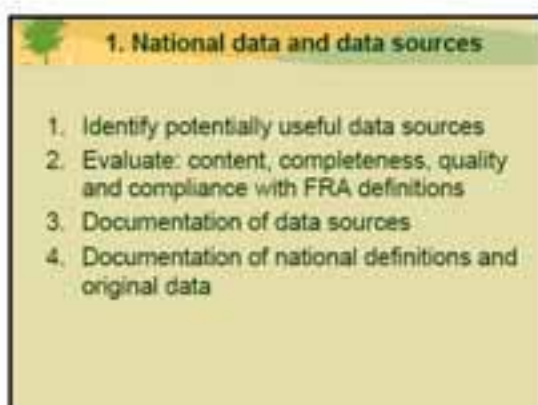 1. National data and data sources
1. Identify potentially useful data sources
2. Evaluate: content, completeness, quality
and compliance with FRA definitions
3. Documentation of data sources
4. Documentation of national definitions and
original data